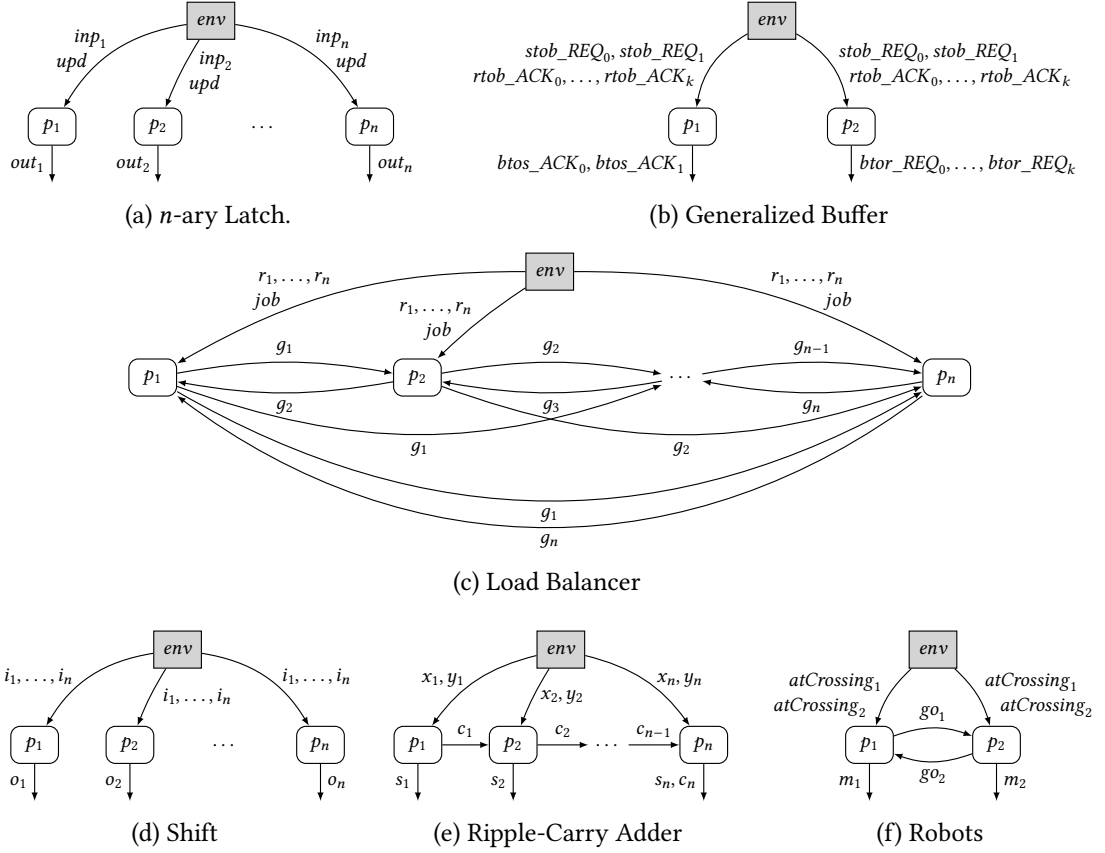 env
inp₁
upd
inp₂
upd
inpₙ
upd
p₁
p₂
. . .
pₙ
out₁
out₂
outₙ
(a) n-ary Latch.
env
stob_REQ₀, stob_REQ₁
rtob_ACK₀, . . . , rtob_ACKₖ
stob_REQ₀, stob_REQ₁
rtob_ACK₀, . . . , rtob_ACKₖ
p₁
p₂
btos_ACK₀, btos_ACK₁
btor_REQ₀, . . . , btor_REQₖ
(b) Generalized Buffer
env
r₁, . . . , rₙ
job
r₁, . . . , rₙ
job
r₁, . . . , rₙ
job
g₁
g₂
gₙ₋₁
p₁
p₂
. . .
pₙ
g₂
g₃
gₙ
g₁
g₂
g₁
gₙ
(c) Load Balancer
env
i₁, . . . , iₙ
i₁, . . . , iₙ
i₁, . . . , iₙ
p₁
p₂
. . .
pₙ
o₁
o₂
oₙ
(d) Shift
env
x₁, y₁
x₂, y₂
xₙ, yₙ
p₁
c₁
p₂
c₂
. . .
cₙ₋₁
pₙ
s₁
s₂
sₙ, cₙ
(e) Ripple-Carry Adder
env
atCrossing₁
atCrossing₂
atCrossing₁
atCrossing₂
go₁
p₁
p₂
go₂
m₁
m₂
(f) Robots